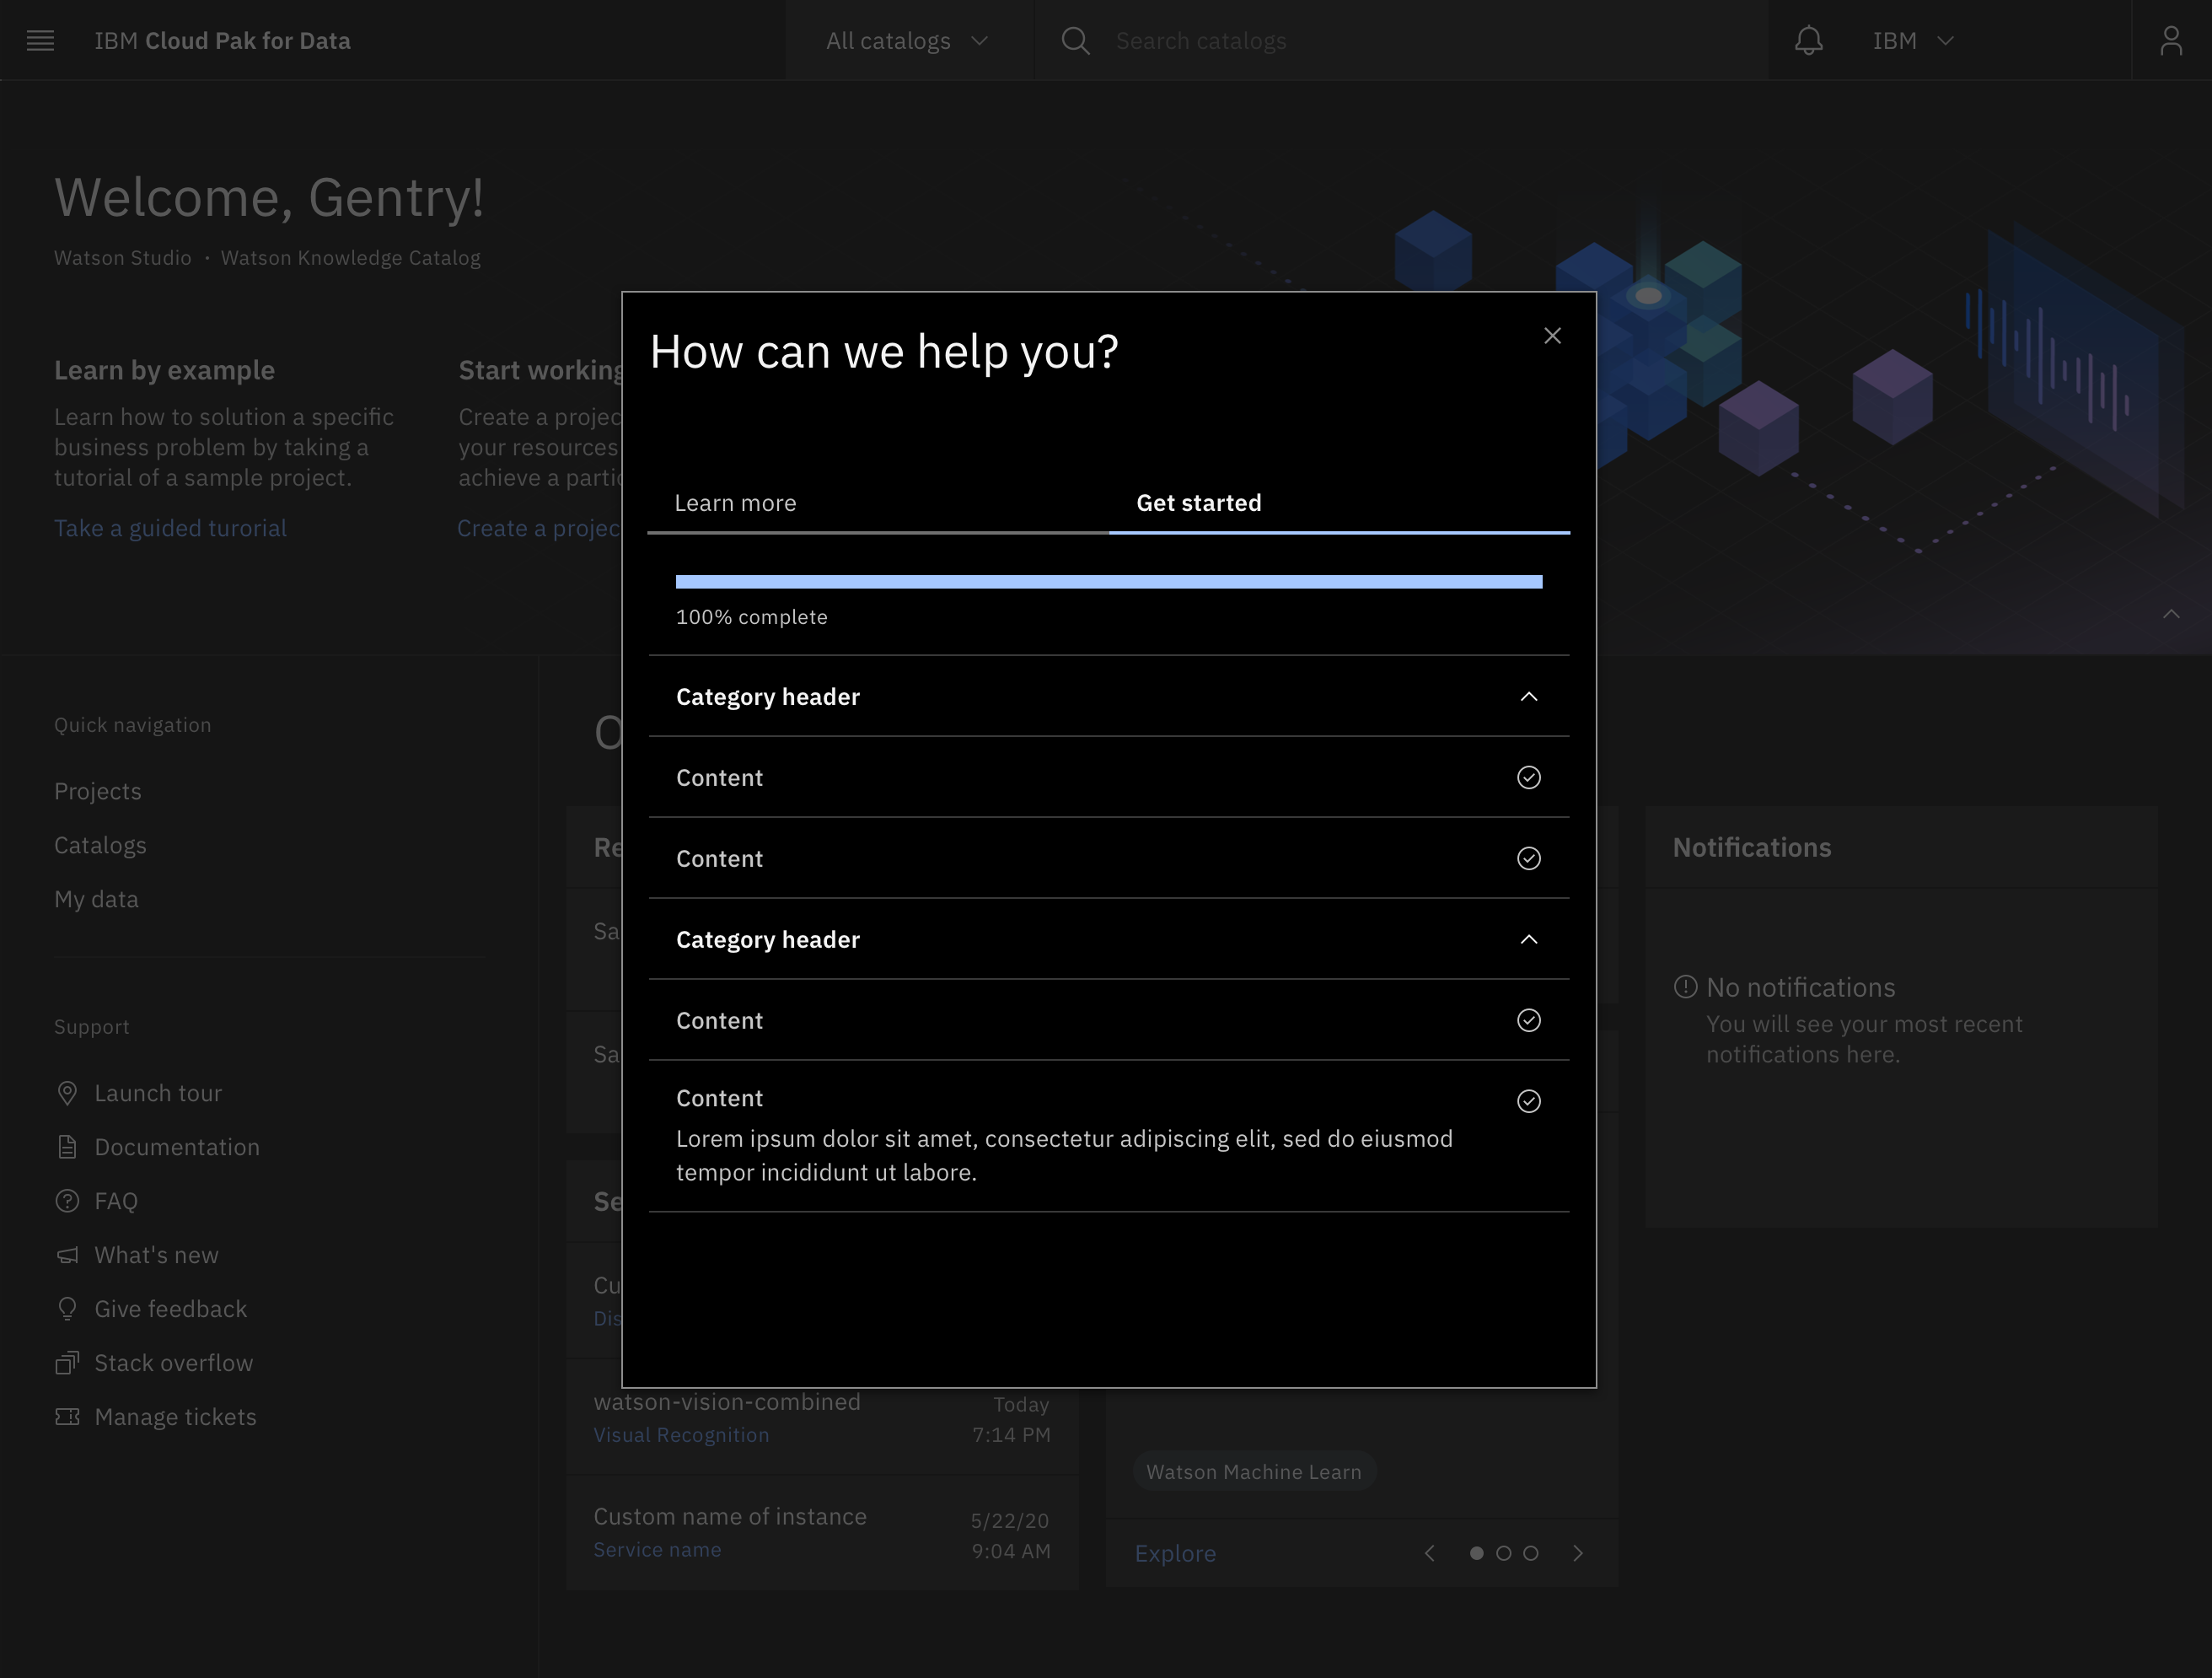 IBM Cloud Pak for Data
All catalogs
Search catalogs
IBM
Welcome, Gentry!
Watson Studio • Watson Knowledge Catalog
Learn by example
Learn how to solution a specific
business problem by taking a
tutorial of a sample project.
Take a guided turorial
Start working
Create a projec
your resources
achieve a parti
Create a projec
How can we help you?
Learn more
Get started
100% complete
Category header
Content
Content
Category header
Content
Content
Lorem ipsum dolor sit amet, consectetur adipiscing elit, sed do eiusmod
tempor incididunt ut labore.
Quick navigation
Projects
Catalogs
My data
Support
Launch tour
Documentation
FAQ
What's new
Give feedback
Stack overflow
Manage tickets
O
Re
Sa
Sa
Se
Cu
Dis
watson-vision-combined
Visual Recognition
Today
7:14 PM
Custom name of instance
Service name
5/22/20
9:04 AM
Watson Machine Learn
Explore
Notifications
No notifications
You will see your most recent
notifications here.